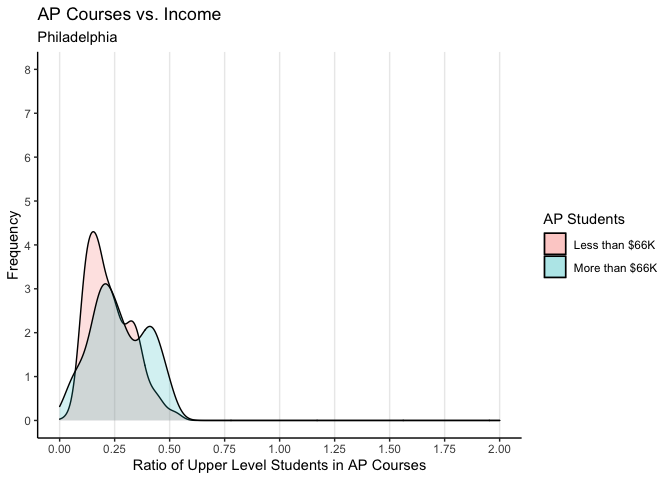 AP Courses vs. Income
Philadelphia
8
7
6
5
4
3
2
1
0
Frequency
0.00 0.25 0.50 0.75 1.00 1.25 1.50 1.75 2.00
Ratio of Upper Level Students in AP Courses
AP Students
Less than $66K
More than $66K